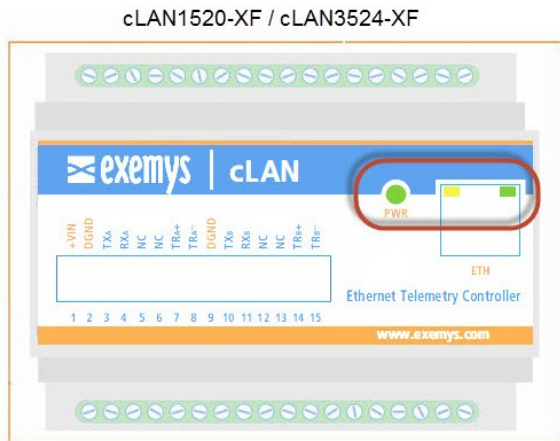 cLAN1520-XF / cLAN3524-XF
exemys | cLAN
PWR
+VIN DGND TXA RXA NC NC TRA+ TRA- DGND TXB RXB NC NC TRB+ TRB-
ETH
1 2 3 4 5 6 7 8 9 10 11 12 13 14 15
Ethernet Telemetry Controller
www.exemys.com